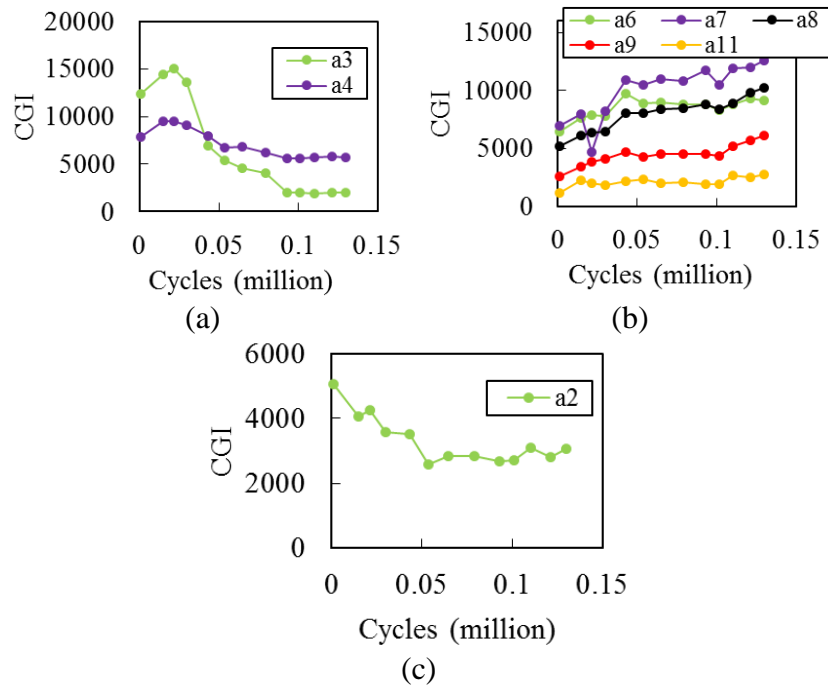 20000
15000
10000
5000
0
CGI
a3
a4
0 0.05 0.1 0.15
Cycles (million)
(a)
a6 a7 a8
a9 a11
15000
10000
5000
0
CGI
0 0.05 0.1 0.15
Cycles (million)
(b)
6000
4000
2000
0
CGI
a2
0 0.05 0.1 0.15
Cycles (million)
(c)